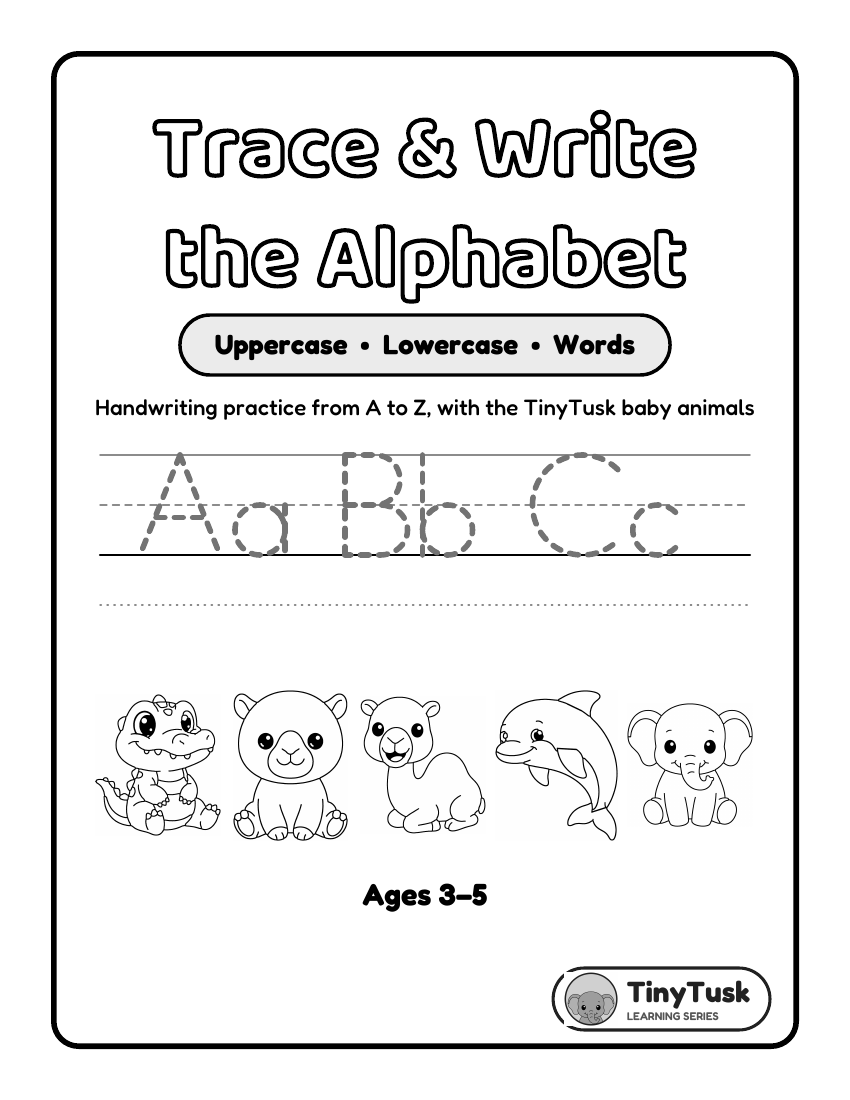 Trace & Write
the Alphabet
Uppercase • Lowercase • Words
Handwriting practice from A to Z, with the TinyTusk baby animals
Aa Bb Cc
Ages 3–5
TinyTusk
LEARNING SERIES